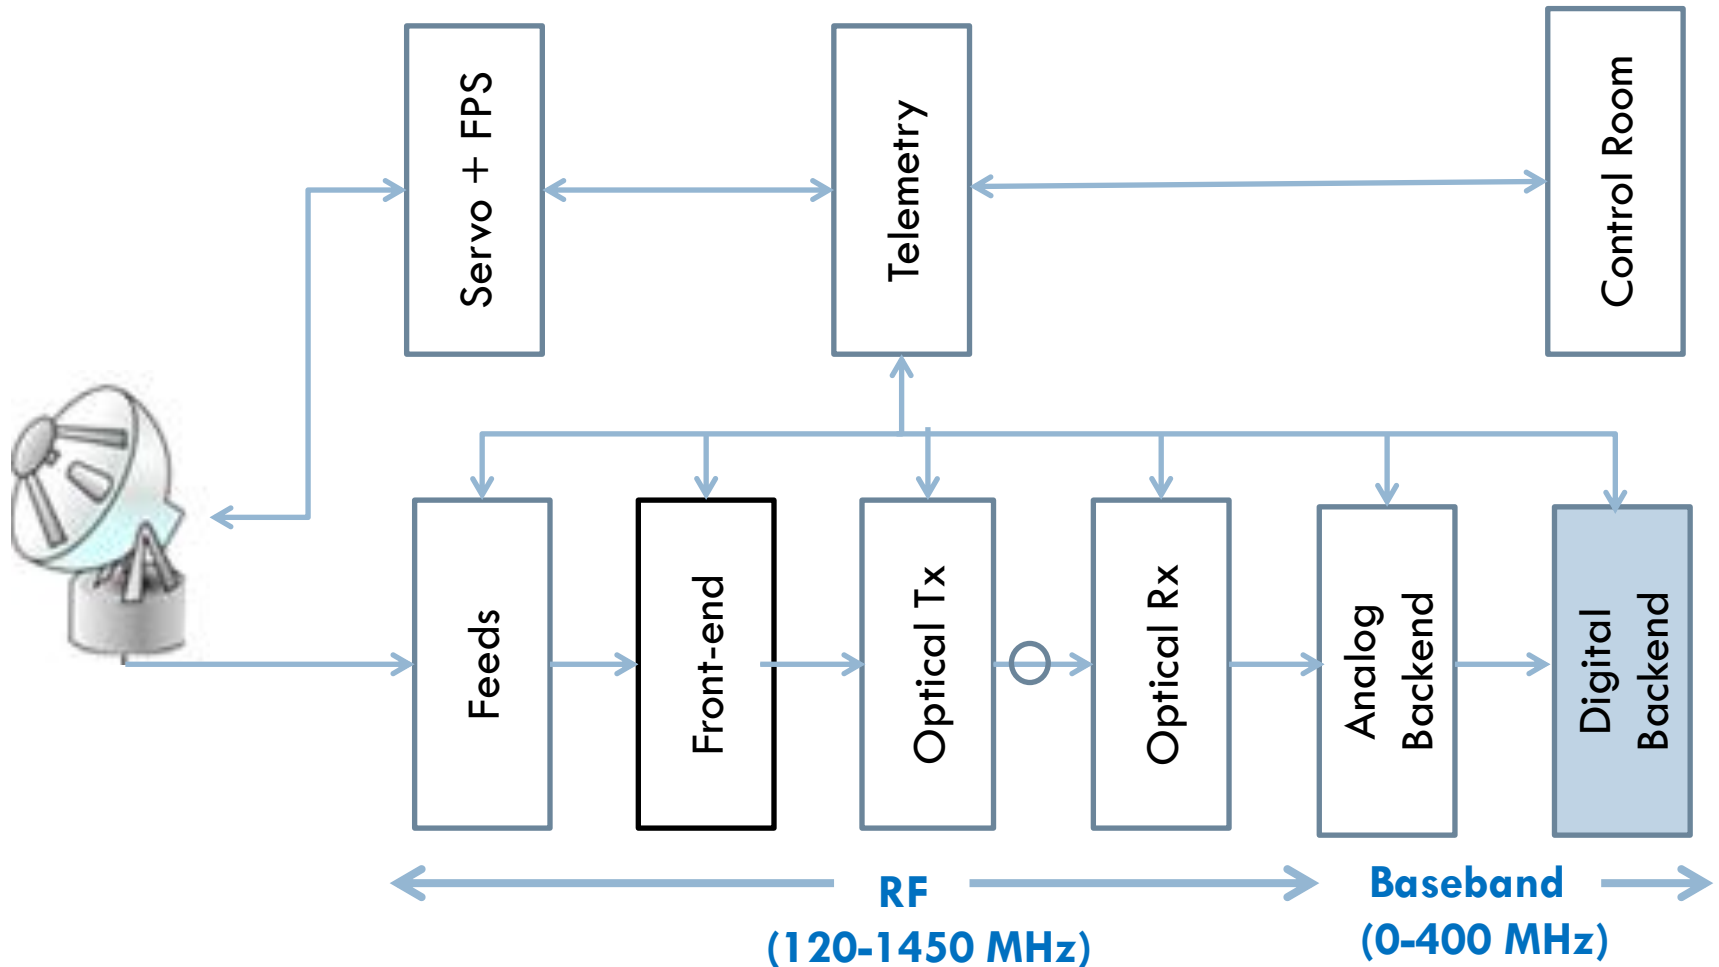 Servo + FPS
Telemetry
Control Room
Feeds
Front-end
Optical Tx
Optical Rx
Analog
Backend
Digital
Backend
RF
(120-1450 MHz)
Baseband
(0-400 MHz)